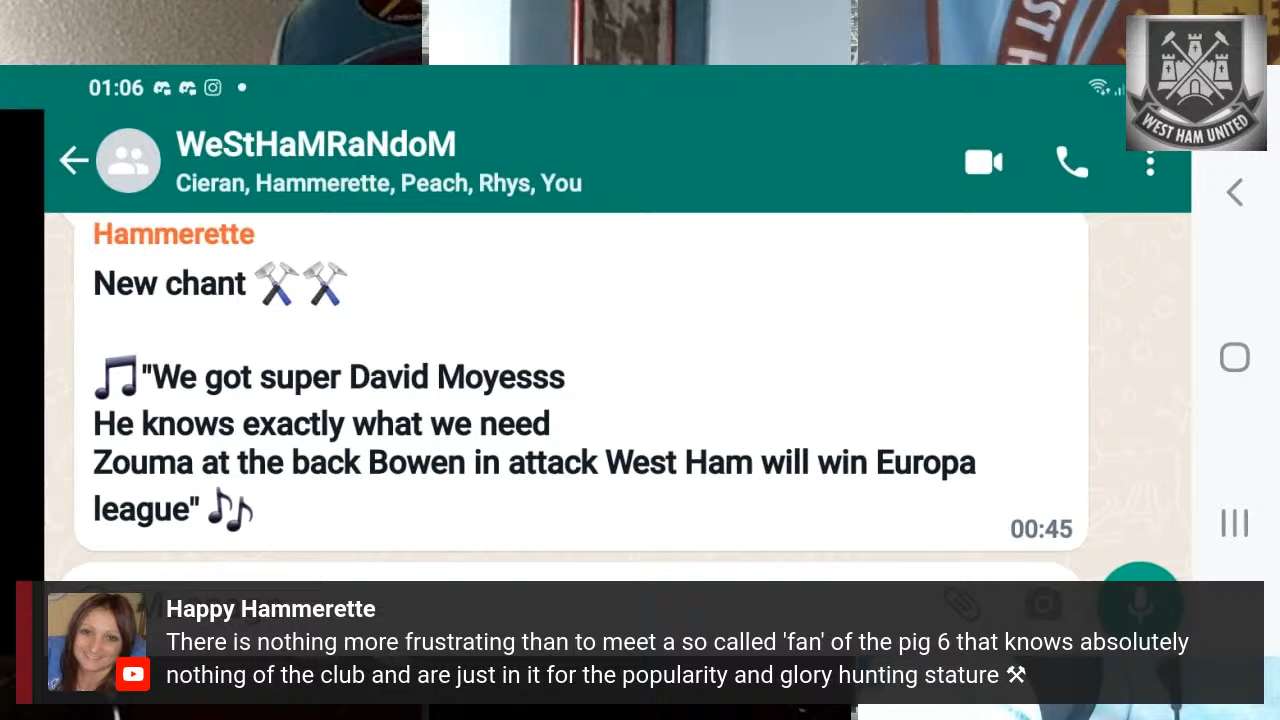 WEST H
01:06
WEST HAM UNITED
WeStHaMRaNdoM
Cieran, Hammerette, Peach, Rhys, You
Hammerette
New chant ⚒⚒
🎵"We got super David Moyesss
He knows exactly what we need
Zouma at the back Bowen in attack West Ham will win Europa
league" 🎶
00:45
Happy Hammerette
There is nothing more frustrating than to meet a so called 'fan' of the pig 6 that knows absolutely
nothing of the club and are just in it for the popularity and glory hunting stature ⚒